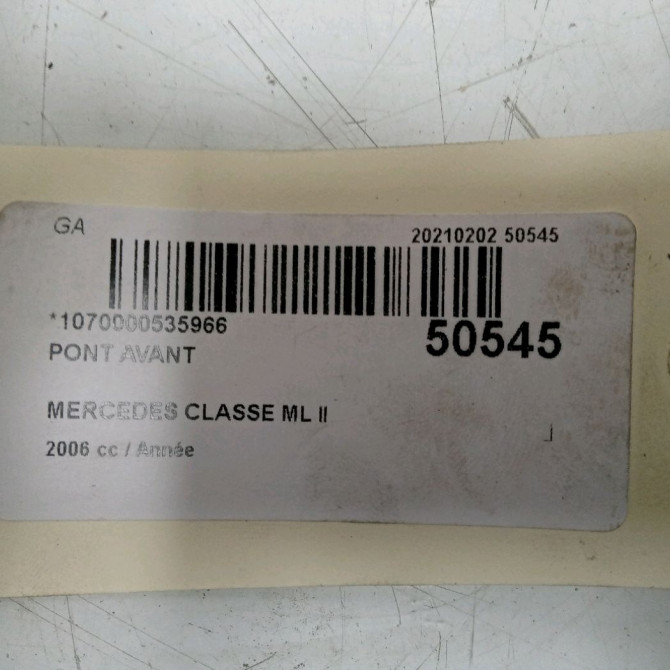 GA
20210202 50545
*1070000535966
50545
PONT AVANT
MERCEDES CLASSE ML II
2006 cc / Année